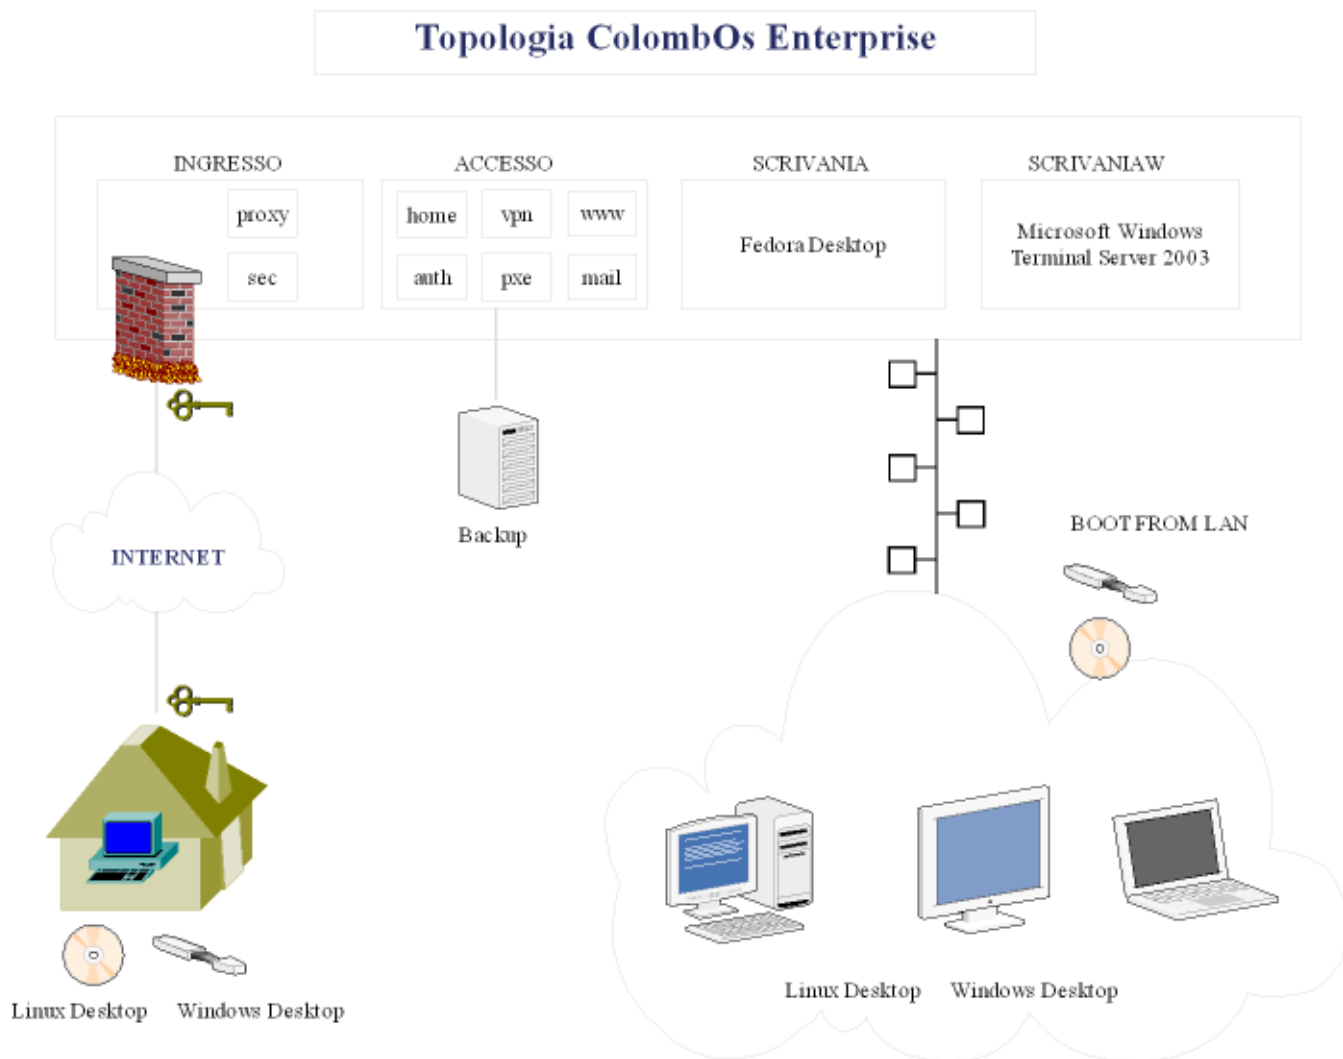 Topologia ColombOs Enterprise
INGRESSO
ACCESSO
SCRIVANIA
SCRIVANIAW
proxy
sec
home
vpn
www
auth
pxe
mail
Fedora Desktop
Microsoft Windows
Terminal Server 2003
Backup
INTERNET
BOOT FROM LAN
Linux Desktop
Windows Desktop
Linux Desktop
Windows Desktop